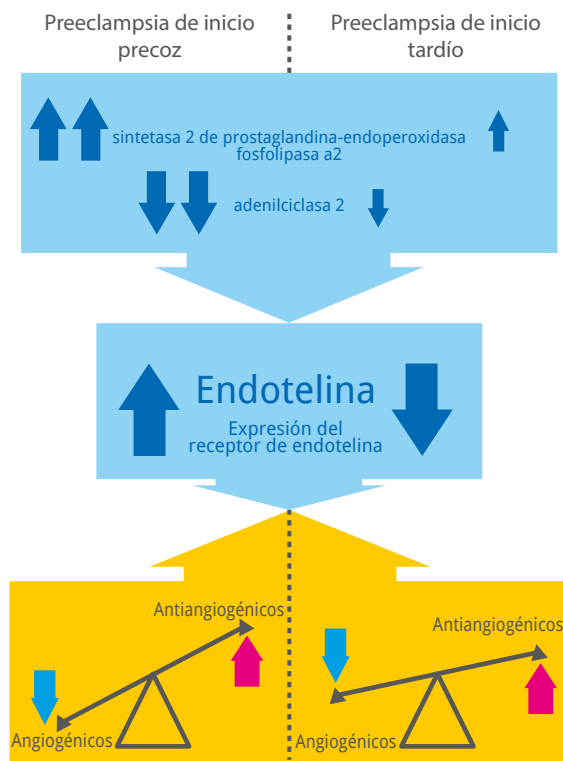 Preeclampsia de inicio
precoz
Preeclampsia de inicio
tardío
sintetasa 2 de prostaglandina-endoperoxidasa
fosfolipasa a2
adenilciclasa 2
Endotelina
Expresión del
receptor de endotelina
Antiangiogénicos
Angiogénicos
Antiangiogénicos
Angiogénicos